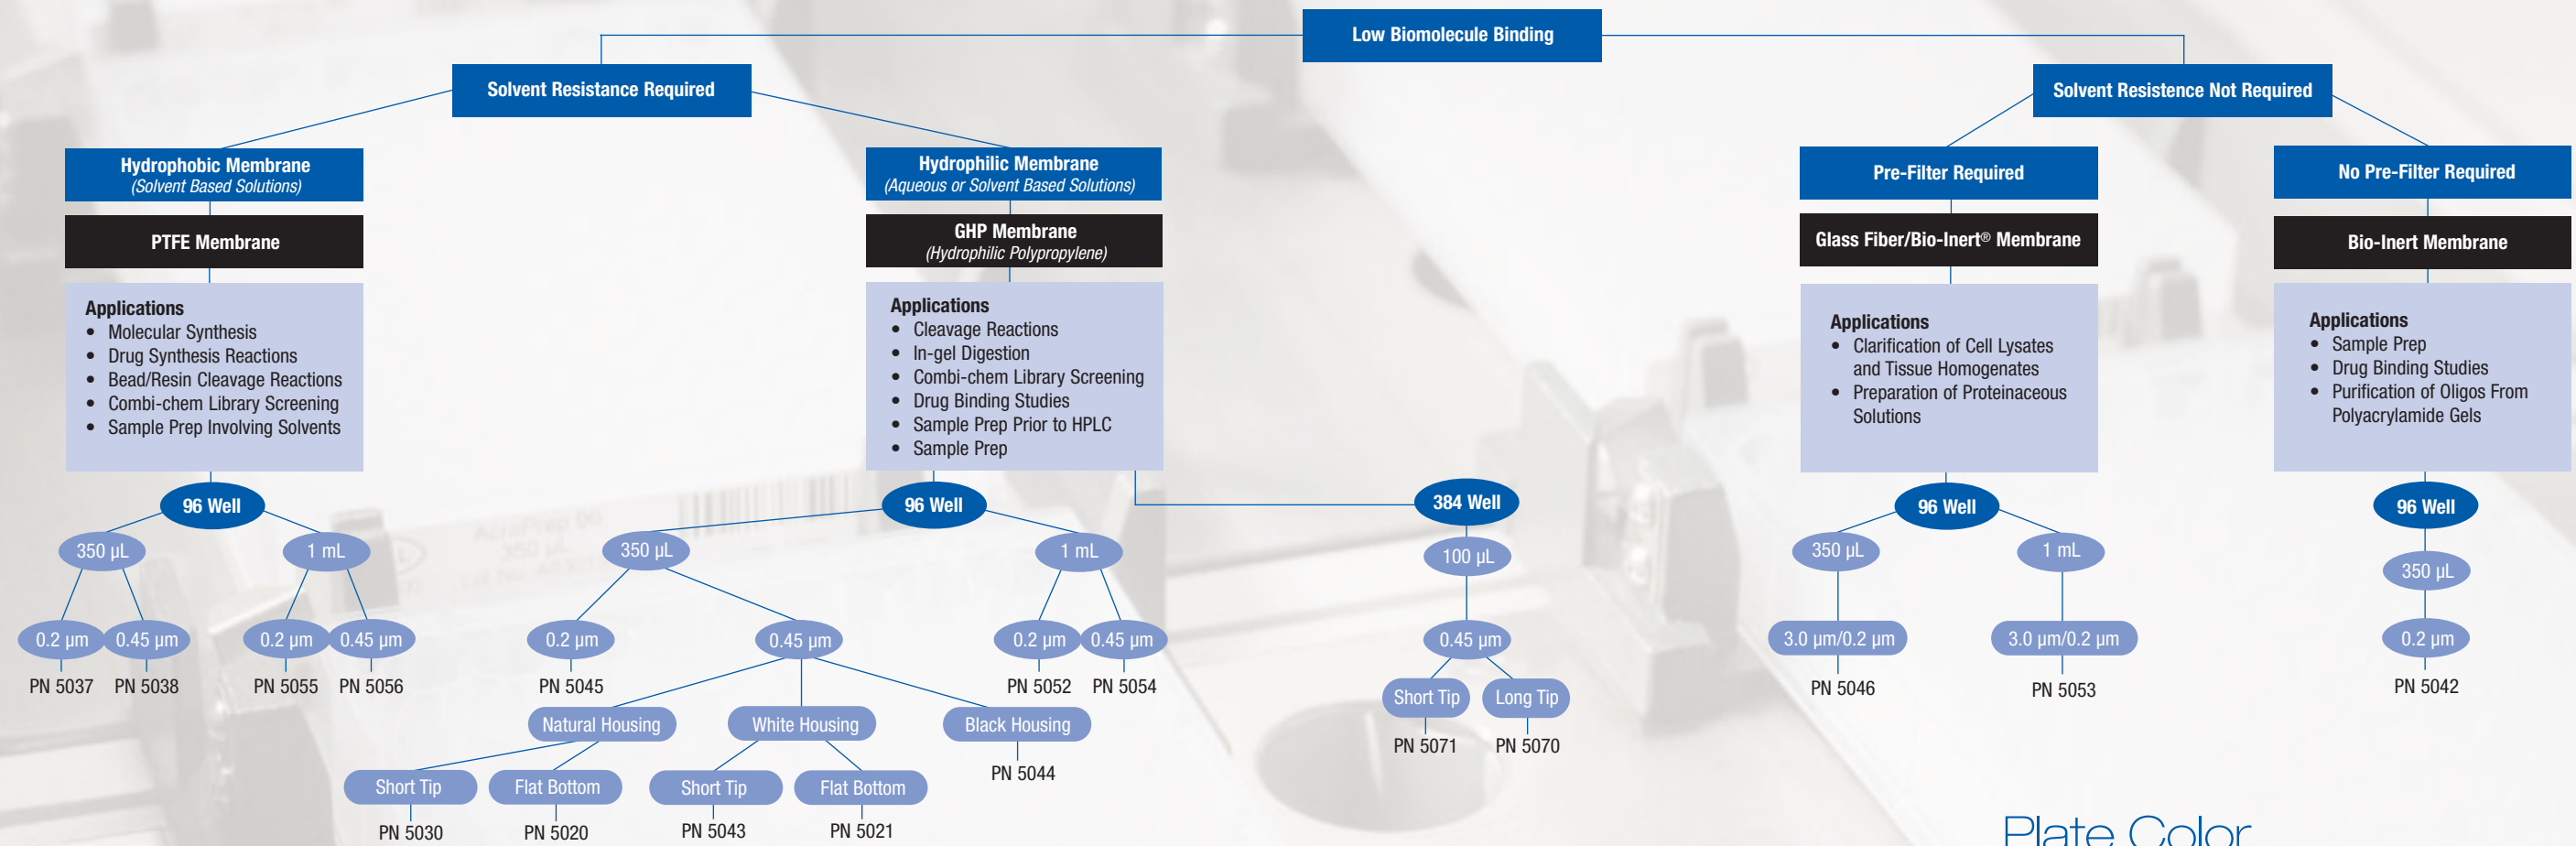 Low Biomolecule Binding
Solvent Resistance Required
Solvent Resistence Not Required
Hydrophobic Membrane
(Solvent Based Solutions)
Hydrophilic Membrane
(Aqueous or Solvent Based Solutions)
Pre-Filter Required
No Pre-Filter Required
PTFE Membrane
GHP Membrane
(Hydrophilic Polypropylene)
Glass Fiber/Bio-Inert® Membrane
Bio-Inert Membrane
Applications
• Molecular Synthesis
• Drug Synthesis Reactions
• Bead/Resin Cleavage Reactions
• Combi-chem Library Screening
• Sample Prep Involving Solvents
Applications
• Cleavage Reactions
• In-gel Digestion
• Combi-chem Library Screening
• Drug Binding Studies
• Sample Prep Prior to HPLC
• Sample Prep
Applications
• Clarification of Cell Lysates
and Tissue Homogenates
• Preparation of Proteinaceous
Solutions
Applications
• Sample Prep
• Drug Binding Studies
• Purification of Oligos From
Polyacrylamide Gels
96 Well
96 Well
384 Well
96 Well
96 Well
350 µL
1 mL
350 µL
1 mL
100 µL
350 µL
1 mL
350 µL
0.2 µm
0.45 µm
0.2 µm
0.45 µm
0.2 µm
0.45 µm
0.2 µm
0.45 µm
0.45 µm
3.0 µm/0.2 µm
3.0 µm/0.2 µm
0.2 µm
PN 5037
PN 5038
PN 5055
PN 5056
PN 5045
PN 5052
PN 5054
PN 5046
PN 5053
PN 5042
Natural Housing
White Housing
Black Housing
Short Tip
Long Tip
PN 5071
PN 5070
PN 5044
Short Tip
Flat Bottom
Short Tip
Flat Bottom
PN 5030
PN 5020
PN 5043
PN 5021
Plate Color